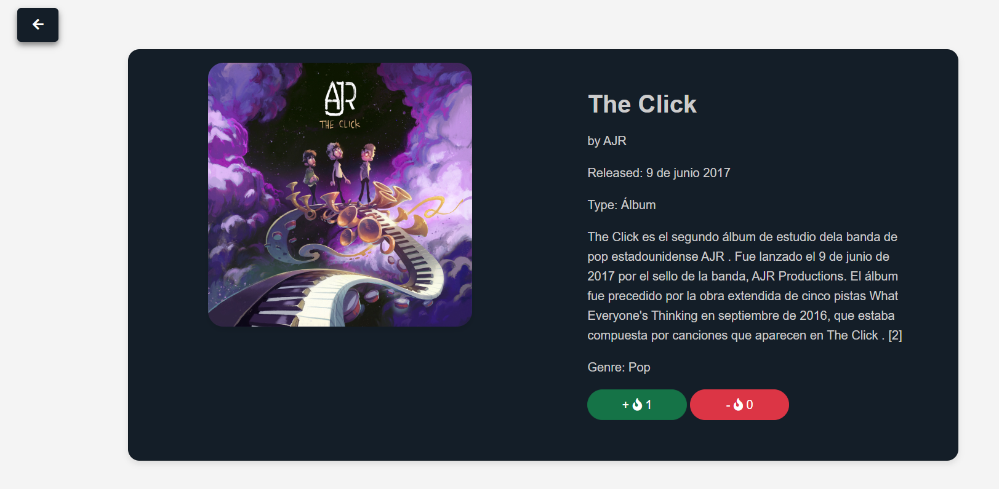 AJR
THE CLICK
The Click
by AJR
Released: 9 de junio 2017
Type: Álbum
The Click es el segundo álbum de estudio dela banda de
pop estadounidense AJR . Fue lanzado el 9 de junio de
2017 por el sello de la banda, AJR Productions. El álbum
fue precedido por la obra extendida de cinco pistas What
Everyone's Thinking en septiembre de 2016, que estaba
compuesta por canciones que aparecen en The Click . [2]
Genre: Pop
+ 1
- 0